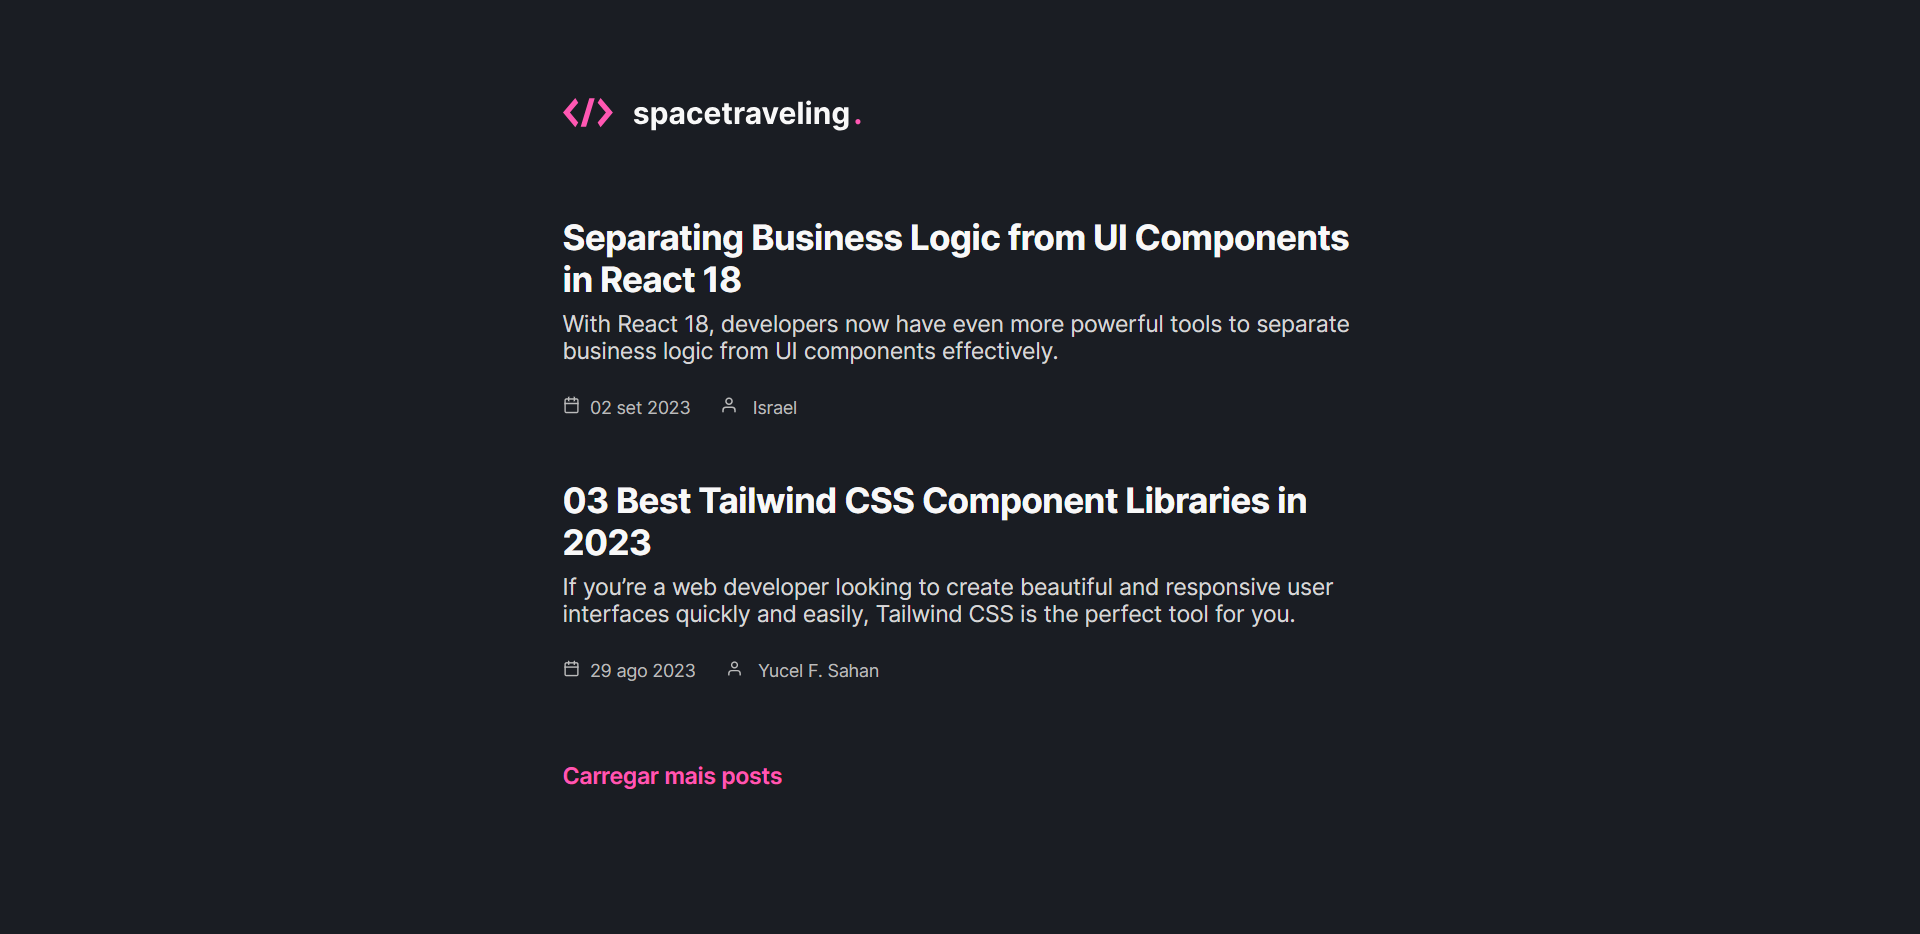 </> spacetraveling.
Separating Business Logic from UI Components
in React 18
With React 18, developers now have even more powerful tools to separate
business logic from UI components effectively.
02 set 2023 Israel
03 Best Tailwind CSS Component Libraries in
2023
If you’re a web developer looking to create beautiful and responsive user
interfaces quickly and easily, Tailwind CSS is the perfect tool for you.
29 ago 2023 Yucel F. Sahan
Carregar mais posts